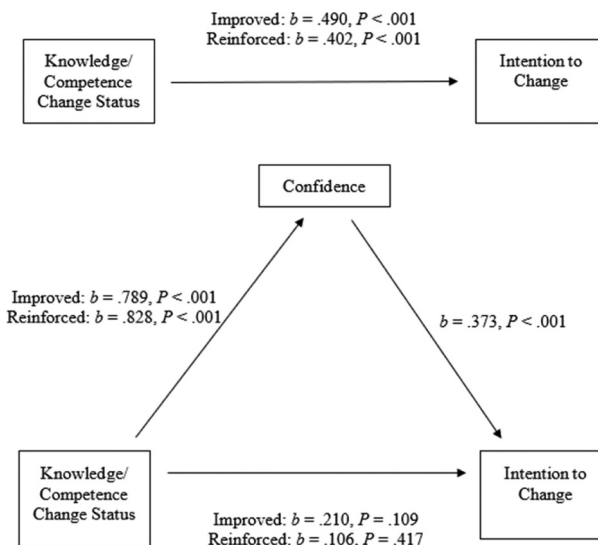 Improved: b = .490, P < .001
Reinforced: b = .402, P < .001
Knowledge/
Competence
Change Status
Intention to
Change
Confidence
Improved: b = .789, P < .001
Reinforced: b = .828, P < .001
b = .373, P < .001
Knowledge/
Competence
Change Status
Intention to
Change
Improved: b = .210, P = .109
Reinforced: b = .106, P = .417